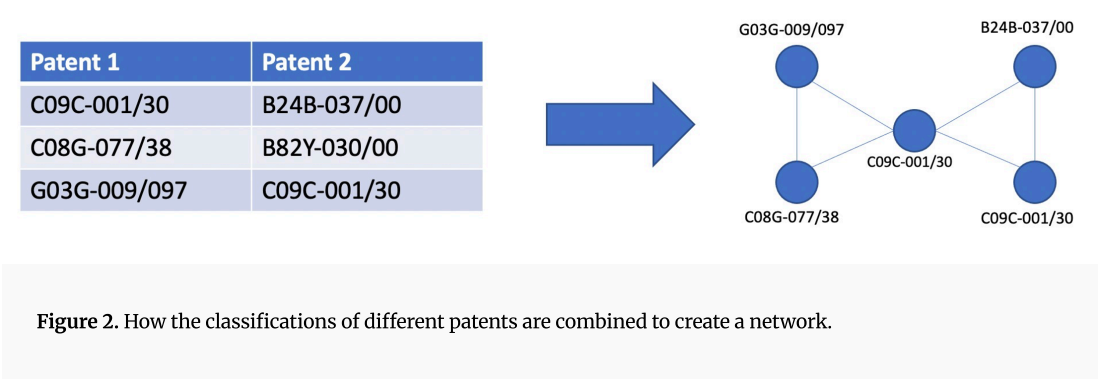 Patent 1 Patent 2
C09C-001/30 B24B-037/00
C08G-077/38 B82Y-030/00
G03G-009/097 C09C-001/30
G03G-009/097 B24B-037/00
C09C-001/30
C08G-077/38 C09C-001/30
Figure 2. How the classifications of different patents are combined to create a network.